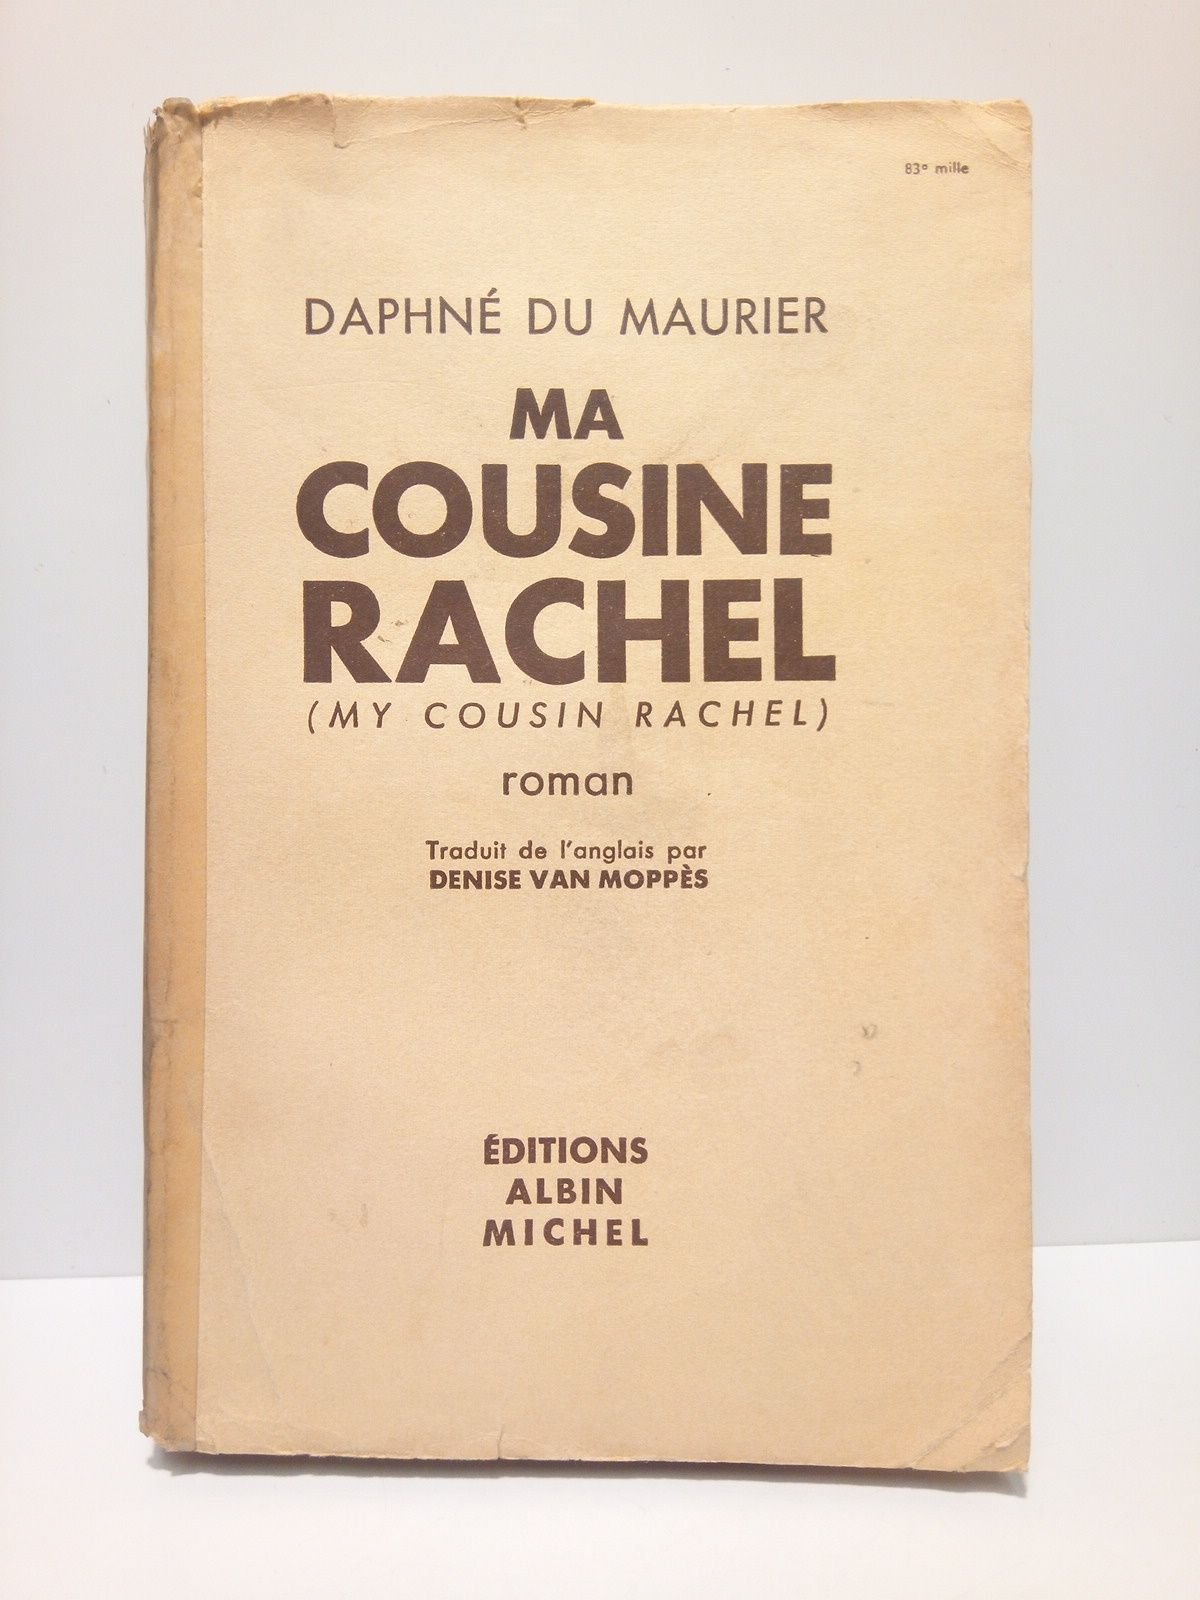 83e mille
DAPHNÉ DU MAURIER
MA
COUSINE
RACHEL
(MY COUSIN RACHEL)
roman
Traduit de l'anglais par
DENISE VAN MOPPÈS
ÉDITIONS
ALBIN
MICHEL